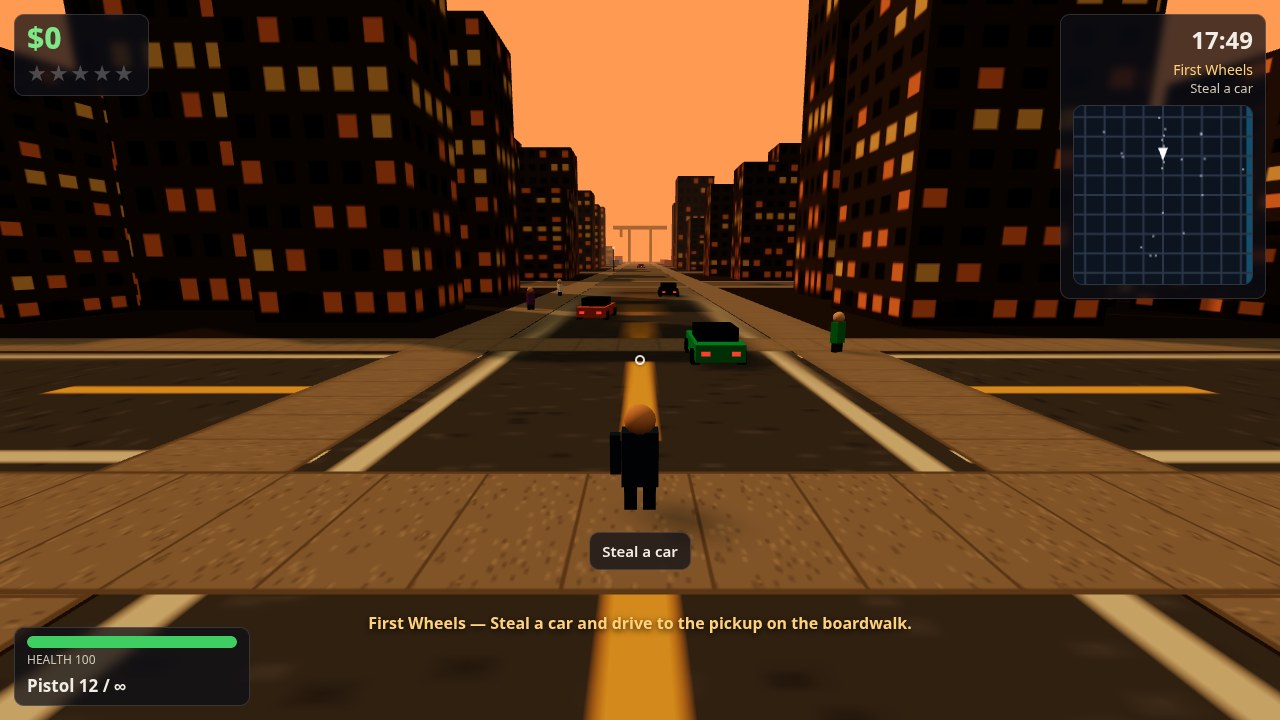 $0
★★★★★
17:49
First Wheels
Steal a car
Steal a car
First Wheels — Steal a car and drive to the pickup on the boardwalk.
HEALTH 100
Pistol 12 / ∞